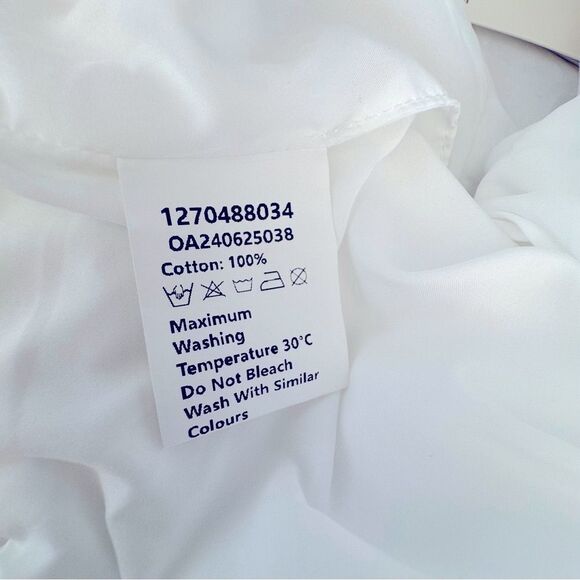 1270488034
OA240625038
Cotton: 100%
Maximum
Washing
Temperature 30°C
Do Not Bleach
Wash With Similar
Colours